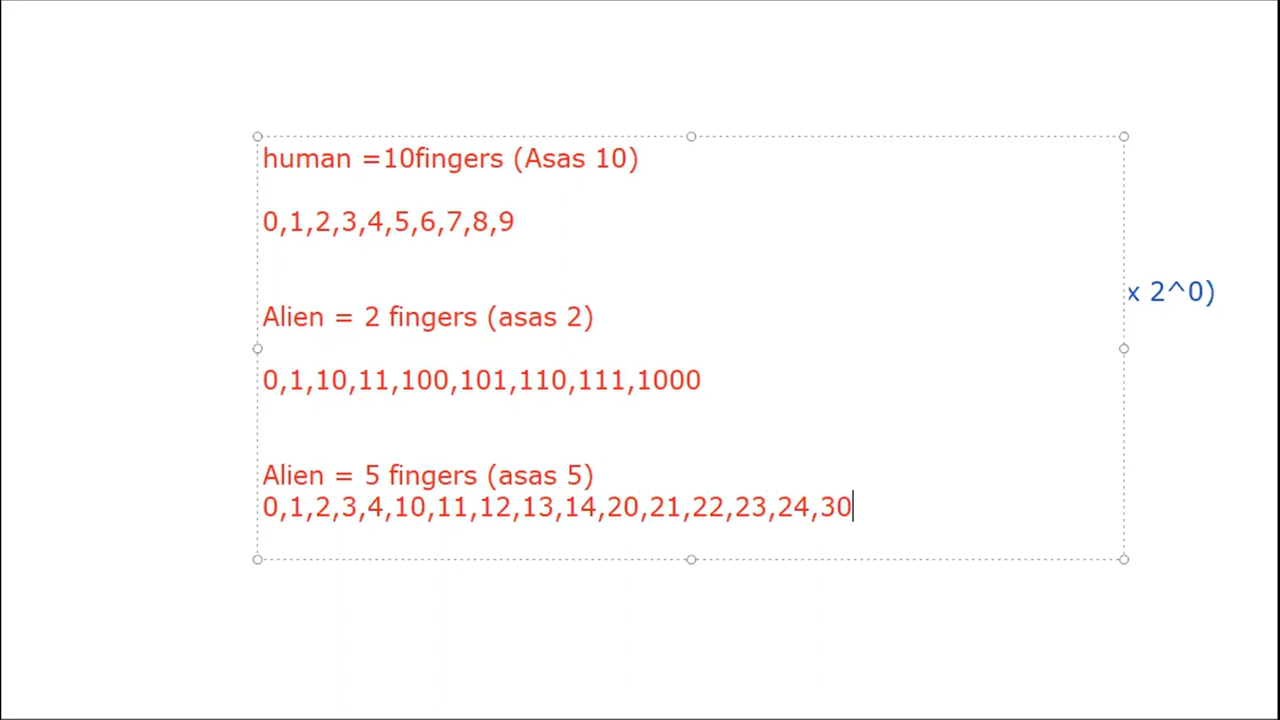 human =10fingers (Asas 10)
0,1,2,3,4,5,6,7,8,9
x 2^0)
Alien = 2 fingers (asas 2)
0,1,10,11,100,101,110,111,1000
Alien = 5 fingers (asas 5)
0,1,2,3,4,10,11,12,13,14,20,21,22,23,24,30